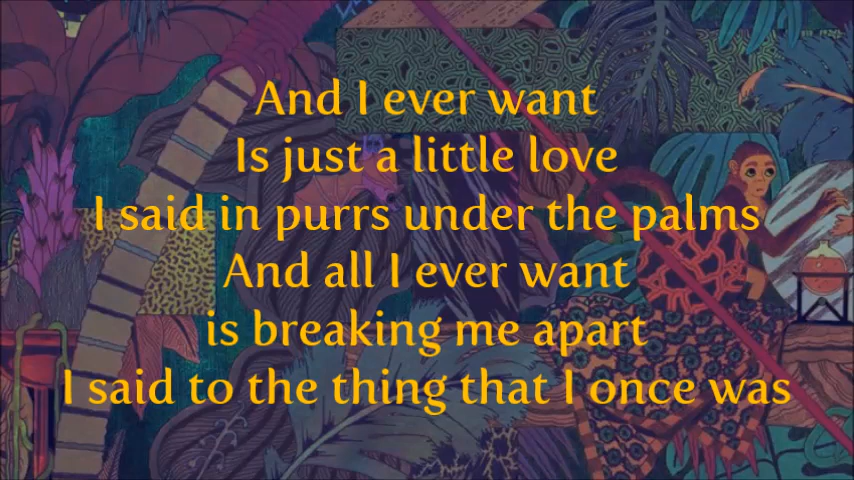 And I ever want
Is just a little love
I said in purrs under the palms
And all I ever want
is breaking me apart
I said to the thing that I once was